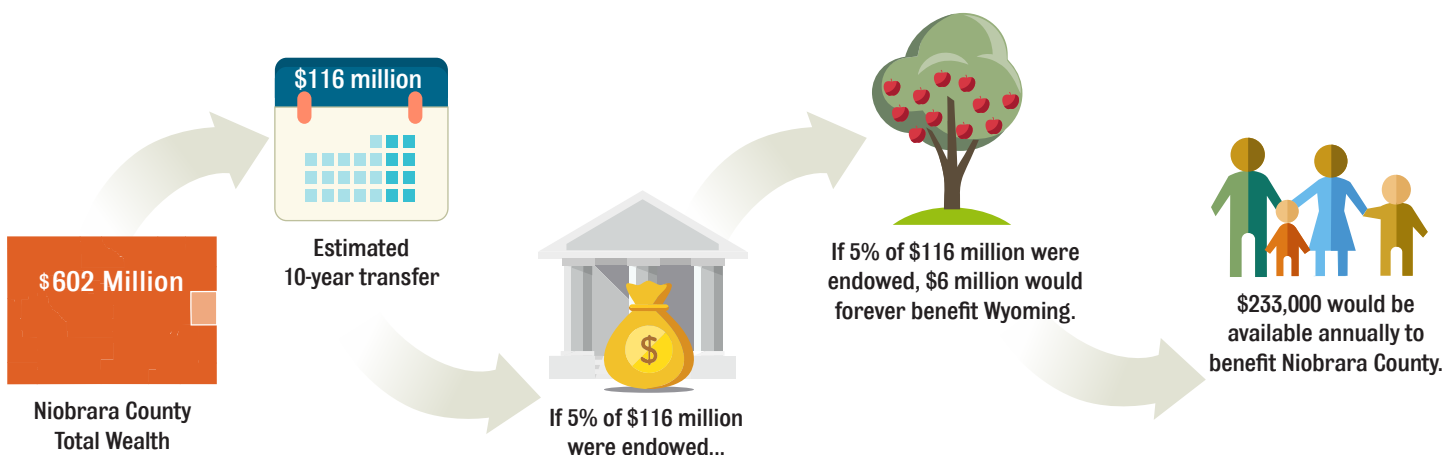 $602 Million
Niobrara County
Total Wealth
$116 million
Estimated
10-year transfer
$
If 5% of $116 million
were endowed...
If 5% of $116 million were
endowed, $6 million would
forever benefit Wyoming.
$233,000 would be
available annually to
benefit Niobrara County.